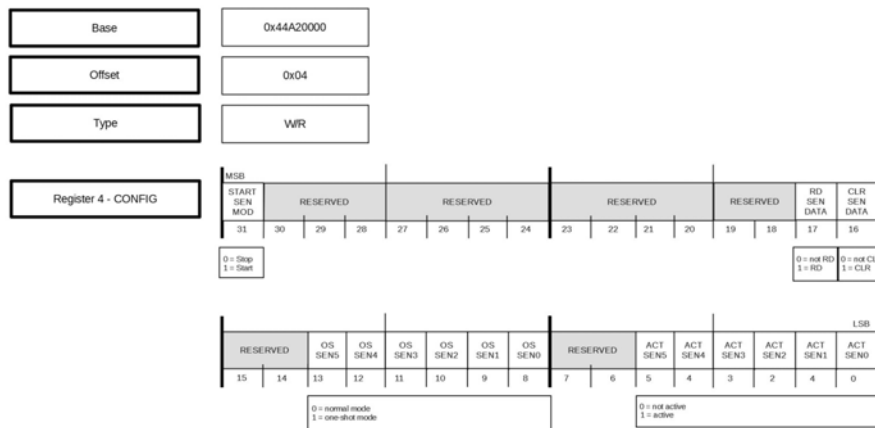 Base
0x44A20000
Offset
0x04
Type
W/R
Register 4 - CONFIG
MSB
START SEN MOD
RESERVED
RESERVED
RESERVED
RESERVED
RD SEN DATA
CLR SEN DATA
31 30 29 28 27 26 25 24 23 22 21 20 19 18 17 16
0 = Stop
1 = Start
0 = not RD
1 = RD
0 = not CL
1 = CLR
LSB
RESERVED
OS SEN5
OS SEN4
OS SEN3
OS SEN2
OS SEN1
OS SEN0
RESERVED
ACT SEN5
ACT SEN4
ACT SEN3
ACT SEN2
ACT SEN1
ACT SEN0
15 14 13 12 11 10 9 8 7 6 5 4 3 2 4 0
0 = normal mode
1 = one-shot mode
0 = not active
1 = active